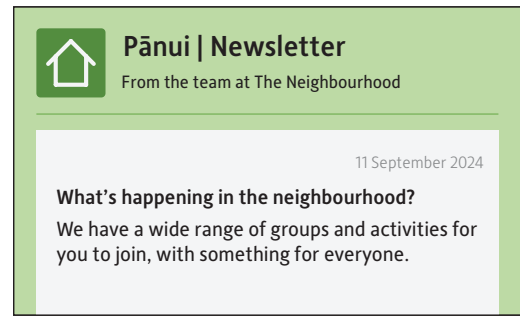 Pānui | Newsletter
From the team at The Neighbourhood
11 September 2024
What’s happening in the neighbourhood?
We have a wide range of groups and activities for
you to join, with something for everyone.